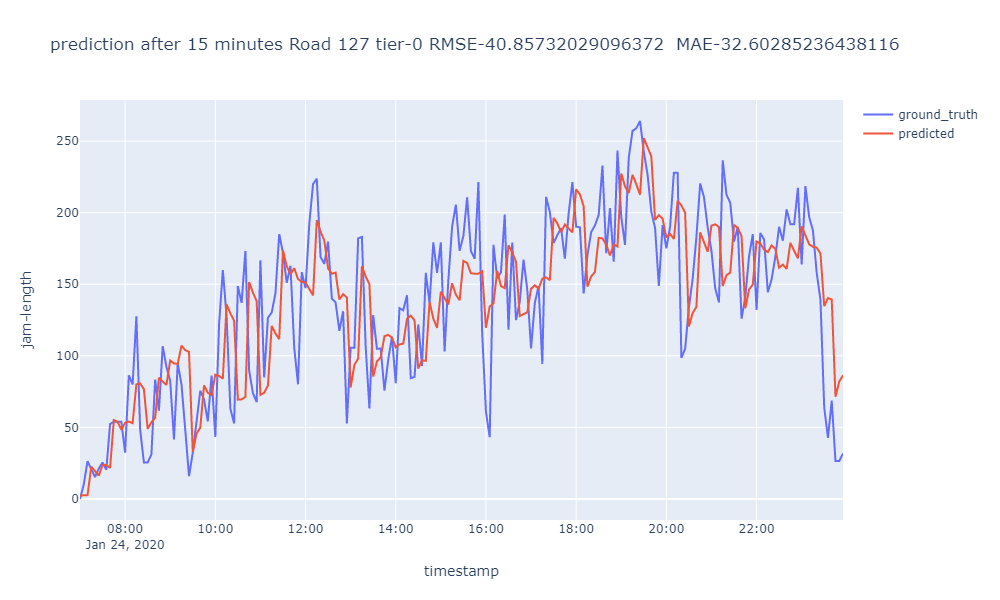 prediction after 15 minutes Road 127 tier-0 RMSE-40.85732029096372  MAE-32.60285236438116
ground_truth
predicted
250
200
150
100
50
0
jam-length
08:00 10:00 12:00 14:00 16:00 18:00 20:00 22:00
Jan 24, 2020
timestamp